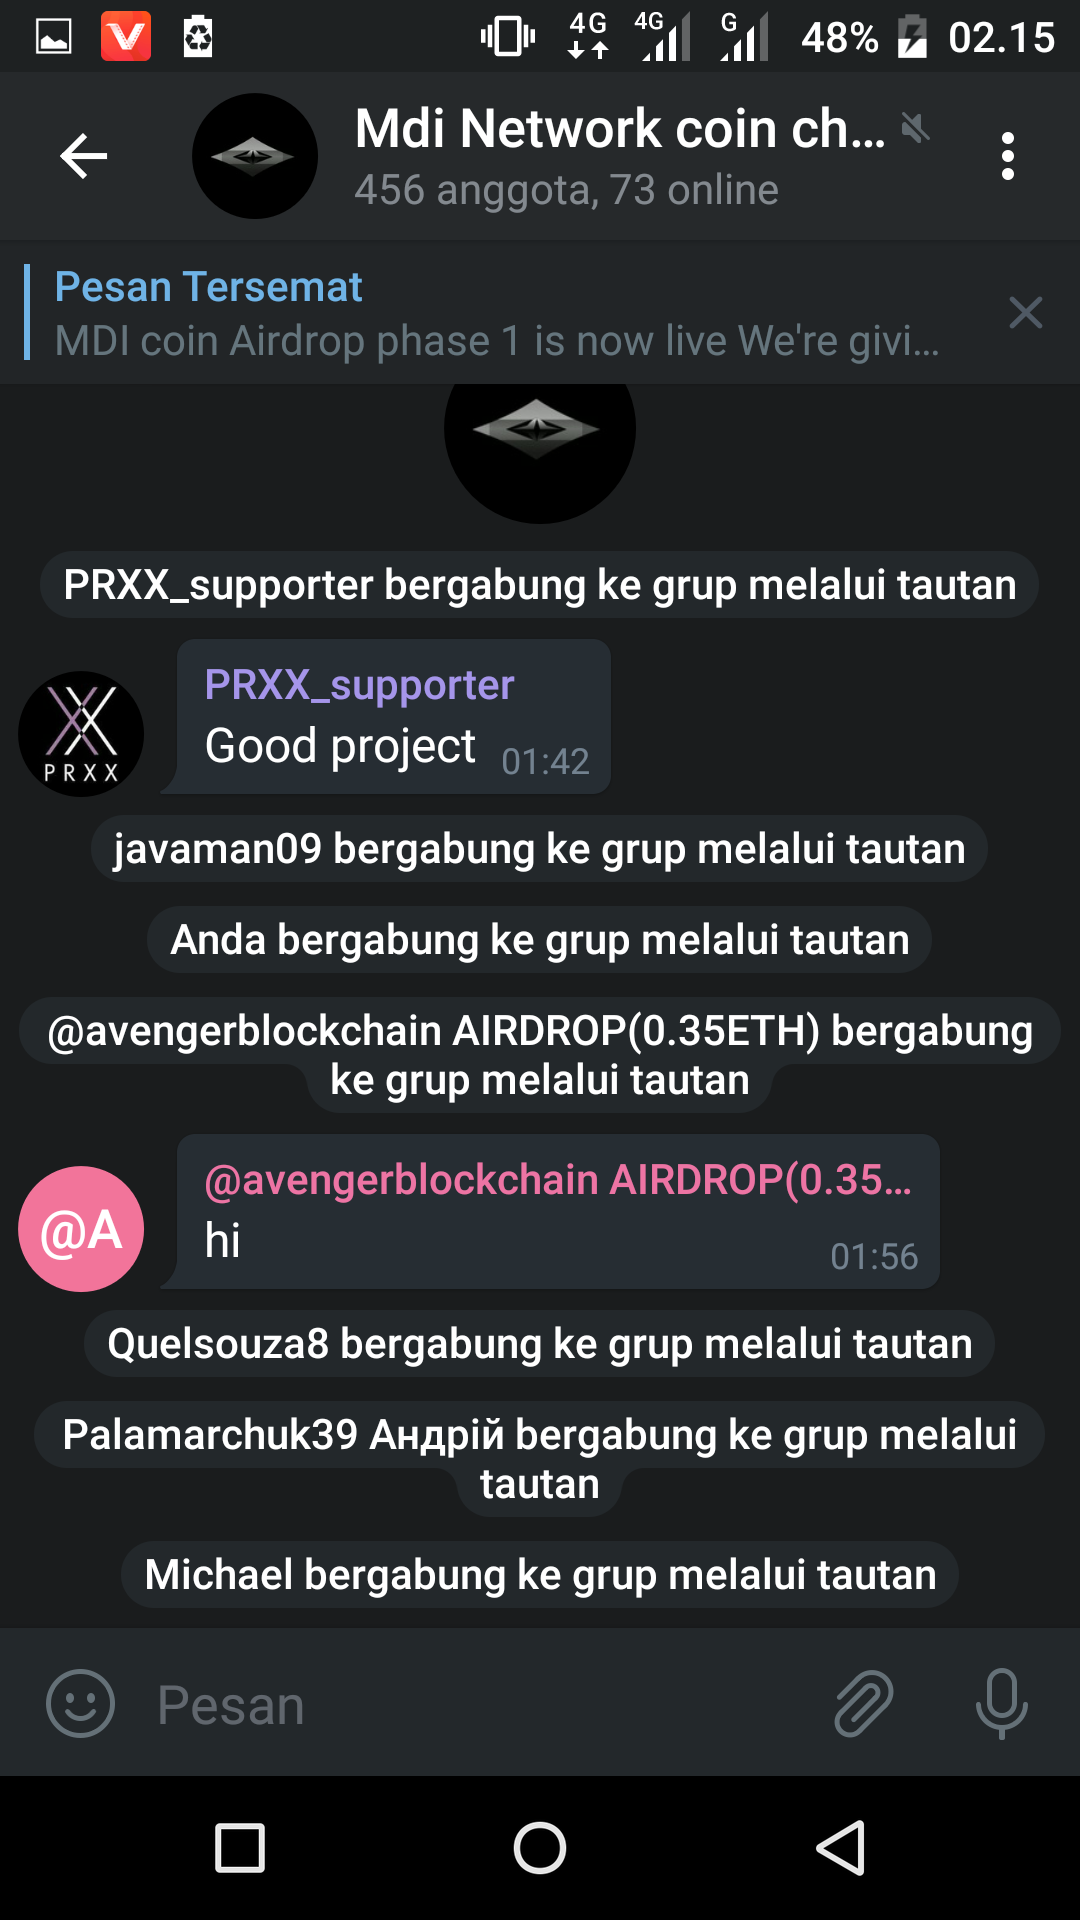 4G 4G G 48% 02.15
Mdi Network coin ch...
456 anggota, 73 online
Pesan Tersemat
MDI coin Airdrop phase 1 is now live We're givi...
PRXX_supporter bergabung ke grup melalui tautan
PRXX_supporter
Good project 01:42
PRXX
javaman09 bergabung ke grup melalui tautan
Anda bergabung ke grup melalui tautan
@avengerblockchain AIRDROP(0.35ETH) bergabung
ke grup melalui tautan
@avengerblockchain AIRDROP(0.35...
@A
hi 01:56
Quelsouza8 bergabung ke grup melalui tautan
Palamarchuk39 Андрій bergabung ke grup melalui
tautan
Michael bergabung ke grup melalui tautan
Pesan